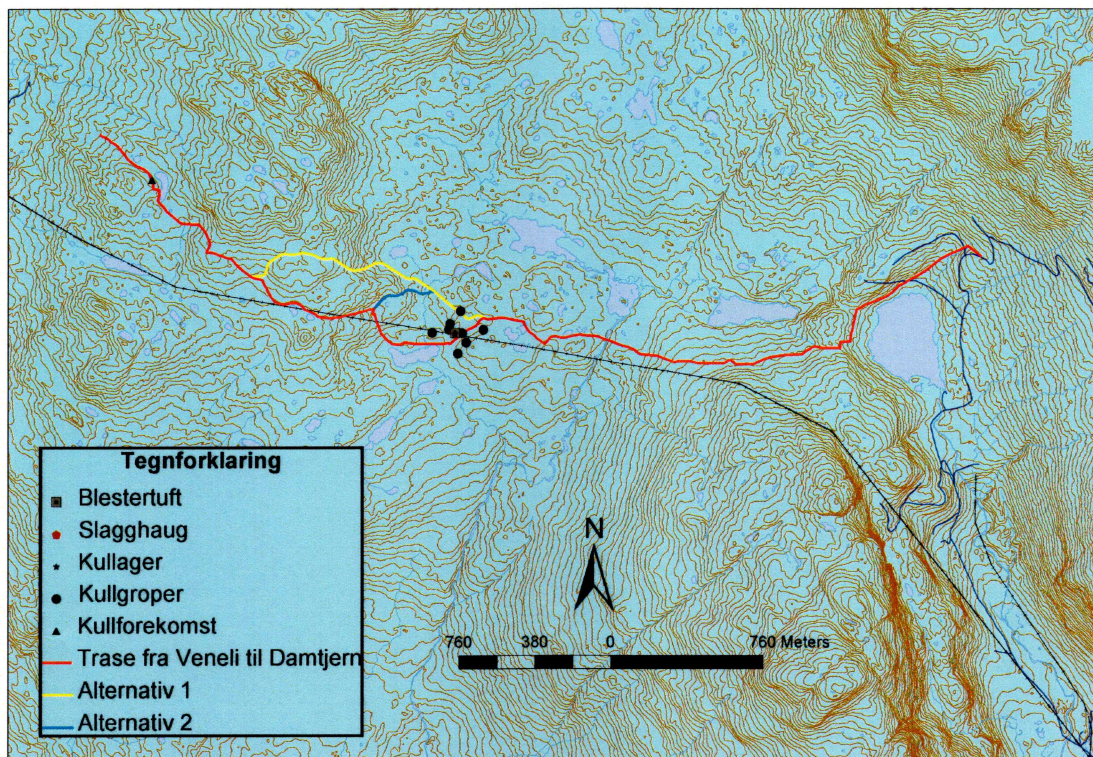 Tegnforklaring
Blestertuft
Slagghaug
Kullager
Kullgroper
Kullforekomst
Trase fra Veneli til Damtjern
Alternativ 1
Alternativ 2
N
760 380 0 760 Meters